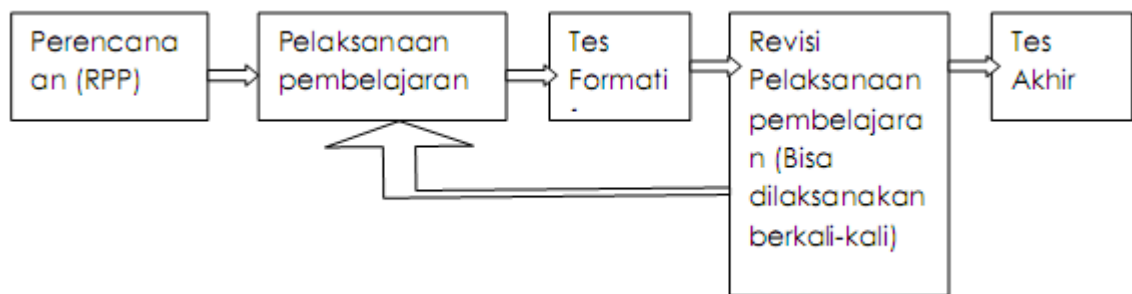 Perencana
an (RPP)
Pelaksanaan
pembelajaran
Tes
Formati
Revisi
Pelaksanaan
pembelajara
n (Bisa
dilaksanakan
berkali-kali)
Tes
Akhir